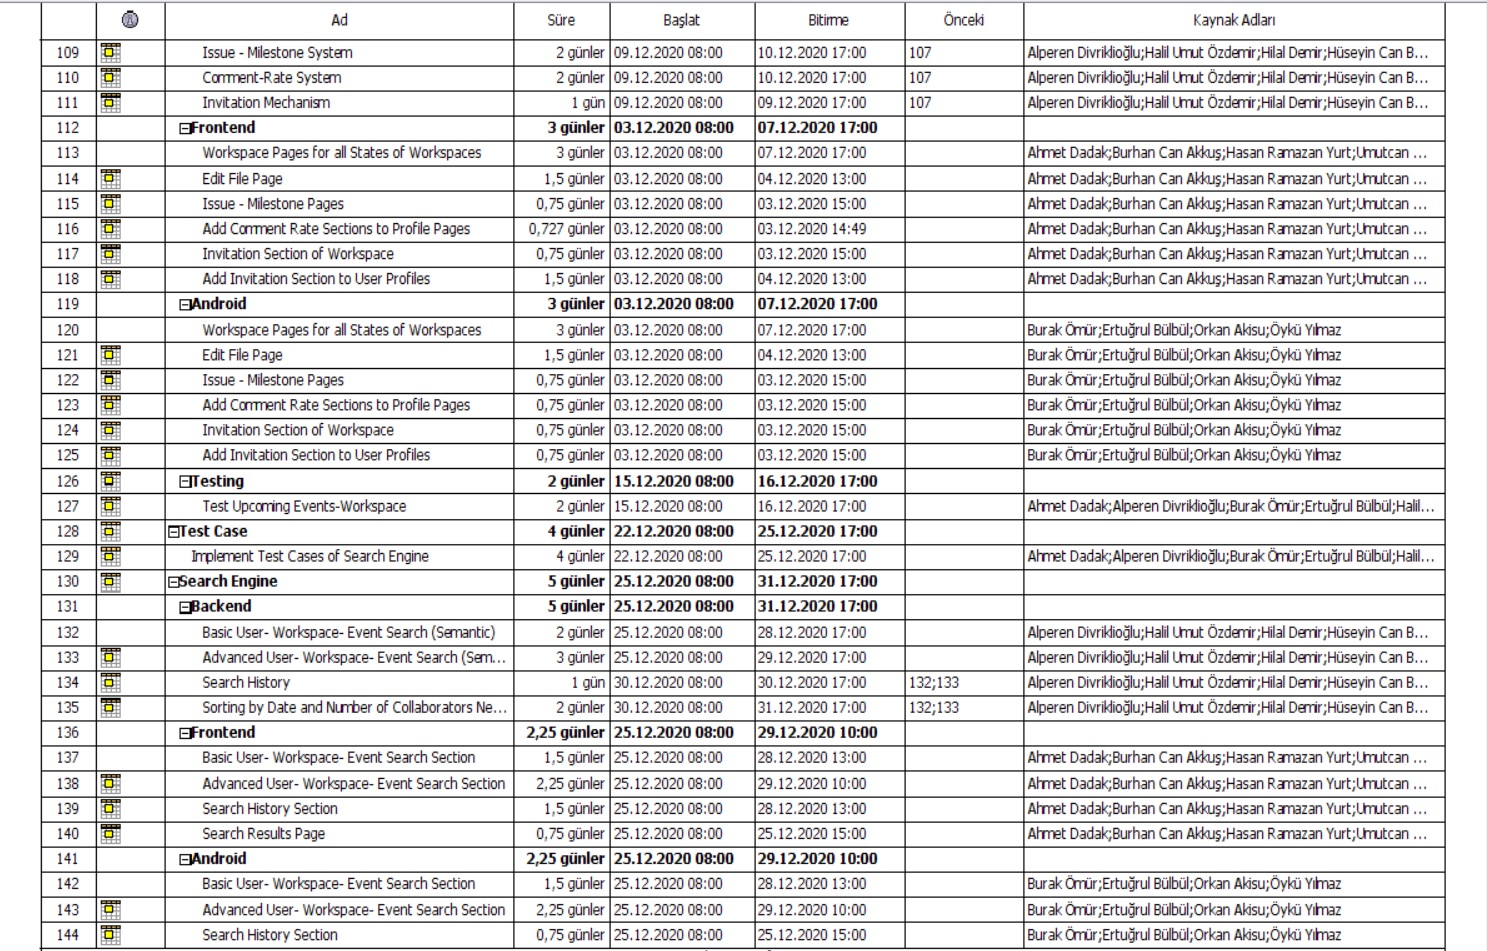 Ad Süre Başlat Bitirme Önceki Kaynak Adları
109 Issue - Milestone System 2 günler 09.12.2020 08:00 10.12.2020 17:00 107 Alperen Divriklioğlu;Halil Umut Özdemir;Hilal Demir;Hüseyin Can B...
110 Comment-Rate System 2 günler 09.12.2020 08:00 10.12.2020 17:00 107 Alperen Divriklioğlu;Halil Umut Özdemir;Hilal Demir;Hüseyin Can B...
111 Invitation Mechanism 1 gün 09.12.2020 08:00 09.12.2020 17:00 107 Alperen Divriklioğlu;Halil Umut Özdemir;Hilal Demir;Hüseyin Can B...
112 Frontend 3 günler 03.12.2020 08:00 07.12.2020 17:00
113 Workspace Pages for all States of Workspaces 3 günler 03.12.2020 08:00 07.12.2020 17:00 Ahmet Dadak;Burhan Can Akkuş;Hasan Ramazan Yurt;Umutcan ...
114 Edit File Page 1,5 günler 03.12.2020 08:00 04.12.2020 13:00 Ahmet Dadak;Burhan Can Akkuş;Hasan Ramazan Yurt;Umutcan ...
115 Issue - Milestone Pages 0,75 günler 03.12.2020 08:00 03.12.2020 15:00 Ahmet Dadak;Burhan Can Akkuş;Hasan Ramazan Yurt;Umutcan ...
116 Add Comment Rate Sections to Profile Pages 0,727 günler 03.12.2020 08:00 03.12.2020 14:49 Ahmet Dadak;Burhan Can Akkuş;Hasan Ramazan Yurt;Umutcan ...
117 Invitation Section of Workspace 0,75 günler 03.12.2020 08:00 03.12.2020 15:00 Ahmet Dadak;Burhan Can Akkuş;Hasan Ramazan Yurt;Umutcan ...
118 Add Invitation Section to User Profiles 1,5 günler 03.12.2020 08:00 04.12.2020 13:00 Ahmet Dadak;Burhan Can Akkuş;Hasan Ramazan Yurt;Umutcan ...
119 Android 3 günler 03.12.2020 08:00 07.12.2020 17:00
120 Workspace Pages for all States of Workspaces 3 günler 03.12.2020 08:00 07.12.2020 17:00 Burak Ömür;Ertuğrul Bülbül;Orkan Akisu;Öykü Yılmaz
121 Edit File Page 1,5 günler 03.12.2020 08:00 04.12.2020 13:00 Burak Ömür;Ertuğrul Bülbül;Orkan Akisu;Öykü Yılmaz
122 Issue - Milestone Pages 0,75 günler 03.12.2020 08:00 03.12.2020 15:00 Burak Ömür;Ertuğrul Bülbül;Orkan Akisu;Öykü Yılmaz
123 Add Comment Rate Sections to Profile Pages 0,75 günler 03.12.2020 08:00 03.12.2020 15:00 Burak Ömür;Ertuğrul Bülbül;Orkan Akisu;Öykü Yılmaz
124 Invitation Section of Workspace 0,75 günler 03.12.2020 08:00 03.12.2020 15:00 Burak Ömür;Ertuğrul Bülbül;Orkan Akisu;Öykü Yılmaz
125 Add Invitation Section to User Profiles 0,75 günler 03.12.2020 08:00 03.12.2020 15:00 Burak Ömür;Ertuğrul Bülbül;Orkan Akisu;Öykü Yılmaz
126 Testing 2 günler 15.12.2020 08:00 16.12.2020 17:00
127 Test Upcoming Events-Workspace 2 günler 15.12.2020 08:00 16.12.2020 17:00 Ahmet Dadak;Alperen Divriklioğlu;Burak Ömür;Ertuğrul Bülbül;Halil...
128 Test Case 4 günler 22.12.2020 08:00 25.12.2020 17:00
129 Implement Test Cases of Search Engine 4 günler 22.12.2020 08:00 25.12.2020 17:00 Ahmet Dadak;Alperen Divriklioğlu;Burak Ömür;Ertuğrul Bülbül;Halil...
130 Search Engine 5 günler 25.12.2020 08:00 31.12.2020 17:00
131 Backend 5 günler 25.12.2020 08:00 31.12.2020 17:00
132 Basic User- Workspace- Event Search (Semantic) 2 günler 25.12.2020 08:00 28.12.2020 17:00 Alperen Divriklioğlu;Halil Umut Özdemir;Hilal Demir;Hüseyin Can B...
133 Advanced User- Workspace- Event Search (Sem... 3 günler 25.12.2020 08:00 29.12.2020 17:00 Alperen Divriklioğlu;Halil Umut Özdemir;Hilal Demir;Hüseyin Can B...
134 Search History 1 gün 30.12.2020 08:00 30.12.2020 17:00 132;133 Alperen Divriklioğlu;Halil Umut Özdemir;Hilal Demir;Hüseyin Can B...
135 Sorting by Date and Number of Collaborators Ne... 2 günler 30.12.2020 08:00 31.12.2020 17:00 132;133 Alperen Divriklioğlu;Halil Umut Özdemir;Hilal Demir;Hüseyin Can B...
136 Frontend 2,25 günler 25.12.2020 08:00 29.12.2020 10:00
137 Basic User- Workspace- Event Search Section 1,5 günler 25.12.2020 08:00 28.12.2020 13:00 Ahmet Dadak;Burhan Can Akkuş;Hasan Ramazan Yurt;Umutcan ...
138 Advanced User- Workspace- Event Search Section 2,25 günler 25.12.2020 08:00 29.12.2020 10:00 Ahmet Dadak;Burhan Can Akkuş;Hasan Ramazan Yurt;Umutcan ...
139 Search History Section 1,5 günler 25.12.2020 08:00 28.12.2020 13:00 Ahmet Dadak;Burhan Can Akkuş;Hasan Ramazan Yurt;Umutcan ...
140 Search Results Page 0,75 günler 25.12.2020 08:00 25.12.2020 15:00 Ahmet Dadak;Burhan Can Akkuş;Hasan Ramazan Yurt;Umutcan ...
141 Android 2,25 günler 25.12.2020 08:00 29.12.2020 10:00
142 Basic User- Workspace- Event Search Section 1,5 günler 25.12.2020 08:00 28.12.2020 13:00 Burak Ömür;Ertuğrul Bülbül;Orkan Akisu;Öykü Yılmaz
143 Advanced User- Workspace- Event Search Section 2,25 günler 25.12.2020 08:00 29.12.2020 10:00 Burak Ömür;Ertuğrul Bülbül;Orkan Akisu;Öykü Yılmaz
144 Search History Section 0,75 günler 25.12.2020 08:00 25.12.2020 15:00 Burak Ömür;Ertuğrul Bülbül;Orkan Akisu;Öykü Yılmaz